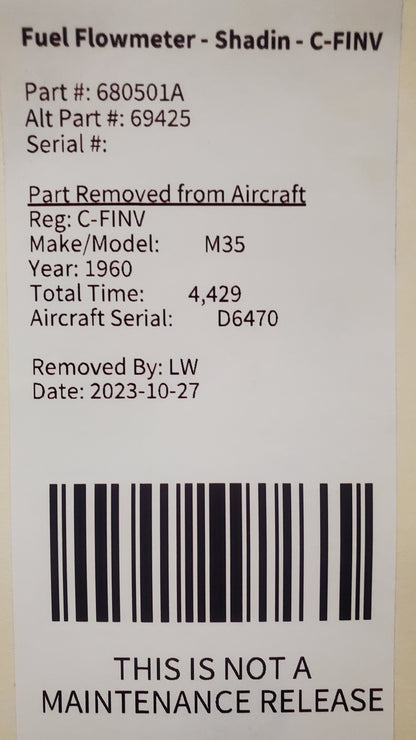 Fuel Flowmeter - Shadin - C-FINV
Part #: 680501A
Alt Part #: 69425
Serial #:
Part Removed from Aircraft
Reg: C-FINV
Make/Model: M35
Year: 1960
Total Time: 4,429
Aircraft Serial: D6470
Removed By: LW
Date: 2023-10-27
THIS IS NOT A
MAINTENANCE RELEASE